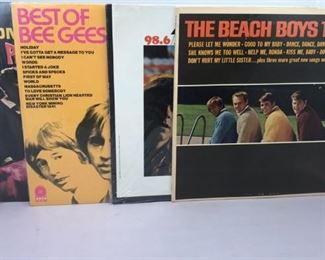 ON
BEST OF
BEE GEES
HOLIDAY
I'VE GOTTA GET A MESSAGE TO YOU
I CAN'T SEE NOBODY
WORDS
I STARTED A JOKE
SPICKS AND SPECKS
FIRST OF MAY
WORLD
MASSACHUSETTS
TO LOVE SOMEBODY
EVERY CHRISTIAN LION HEARTED
MAN WILL SHOW YOU
NEW YORK MINING
DISASTER 1941
98.6
THE BEACH BOYS T
PLEASE LET ME WONDER • GOOD TO MY BABY • DANCE, DANCE, DAN
SHE KNOWS ME TOO WELL • HELP ME, RONDA • KISS ME, BABY •
DON'T HURT MY LITTLE SISTER... plus three more great new songs